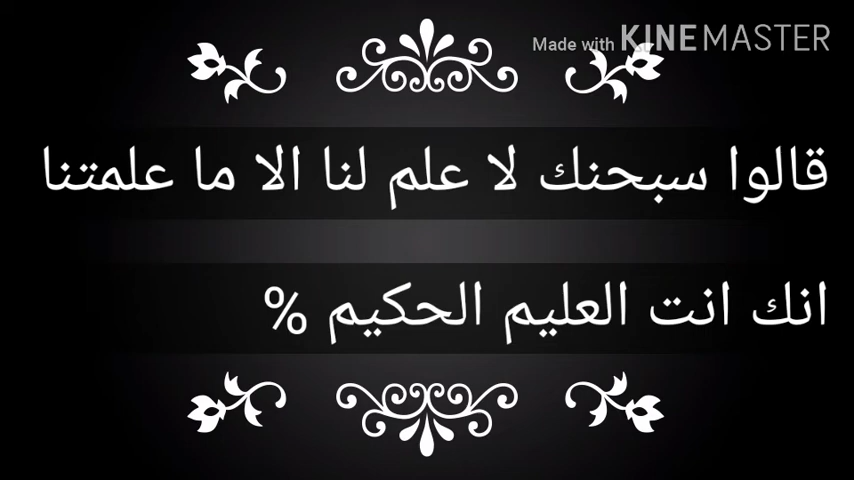 Made with KINEMASTER
قالوا سبحنك لا علم لنا الا ما علمتنا
انك انت العليم الحكيم %